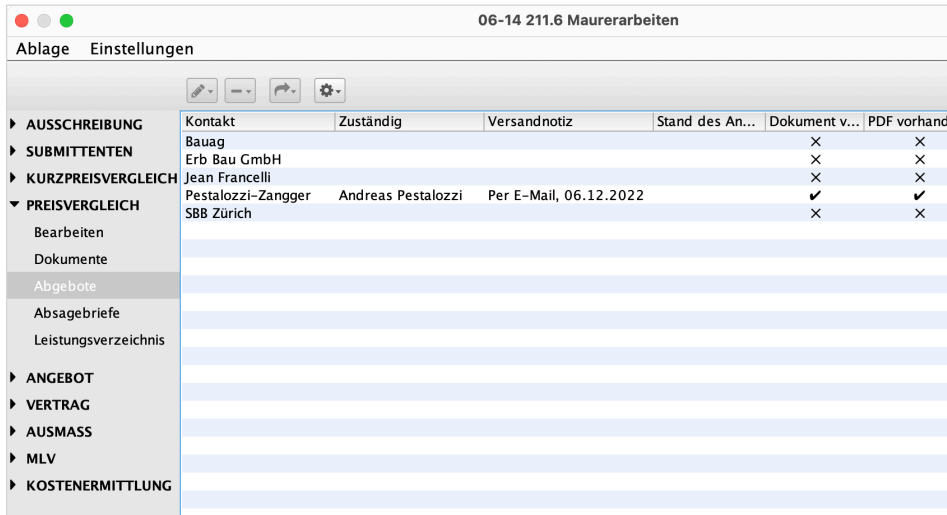 06-14 211.6 Maurerarbeiten
Ablage Einstellungen
AUSSCHREIBUNG
SUBMITTENTEN
KURZPREISVERGLEICH
PREISVERGLEICH
Bearbeiten
Dokumente
Abgebote
Absagebriefe
Leistungsverzeichnis
ANGEBOT
VERTRAG
AUSMASS
MLV
KOSTENERMITTLUNG
Kontakt Zuständig Versandnotiz Stand des An... Dokument v... PDF vorhand
Bauag ✕ ✕
Erb Bau GmbH ✕ ✕
Jean Francelli ✕ ✕
Pestalozzi-Zangger Andreas Pestalozzi Per E-Mail, 06.12.2022 ✔ ✔
SBB Zürich ✕ ✕